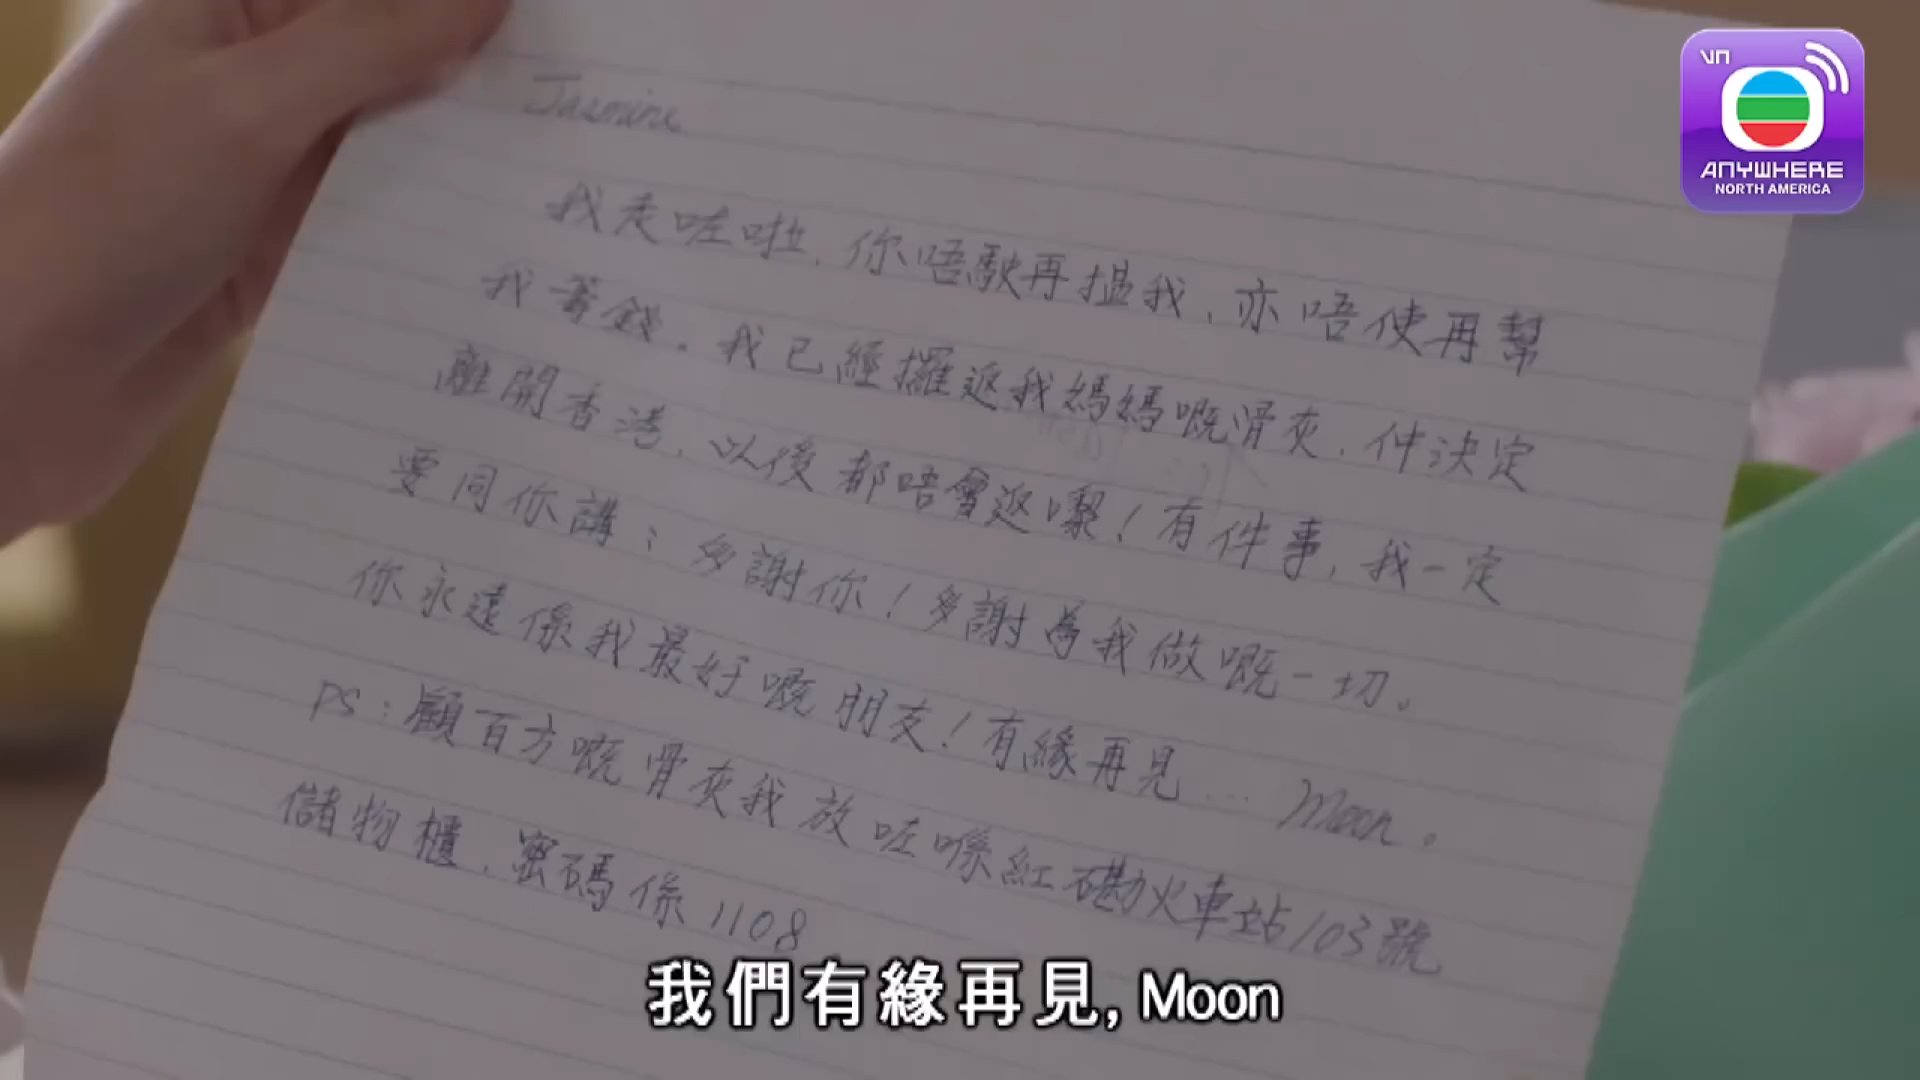 VN
ANYWHERE
NORTH AMERICA
Jasmine
我走咗啦，你唔駛再搵我，亦唔使再幫
我籌錢。我已經攞返我媽媽嘅骨灰，仲決定
離開香港，以後都唔會返嚟！有件事，我一定
要同你講：多謝你！多謝為我做嘅一切。
你永遠係我最好嘅朋友！有緣再見... Moon.
PS：顧百方嘅骨灰我放咗喺紅磡火車站103號
儲物櫃，密碼係1108
我們有緣再見, Moon